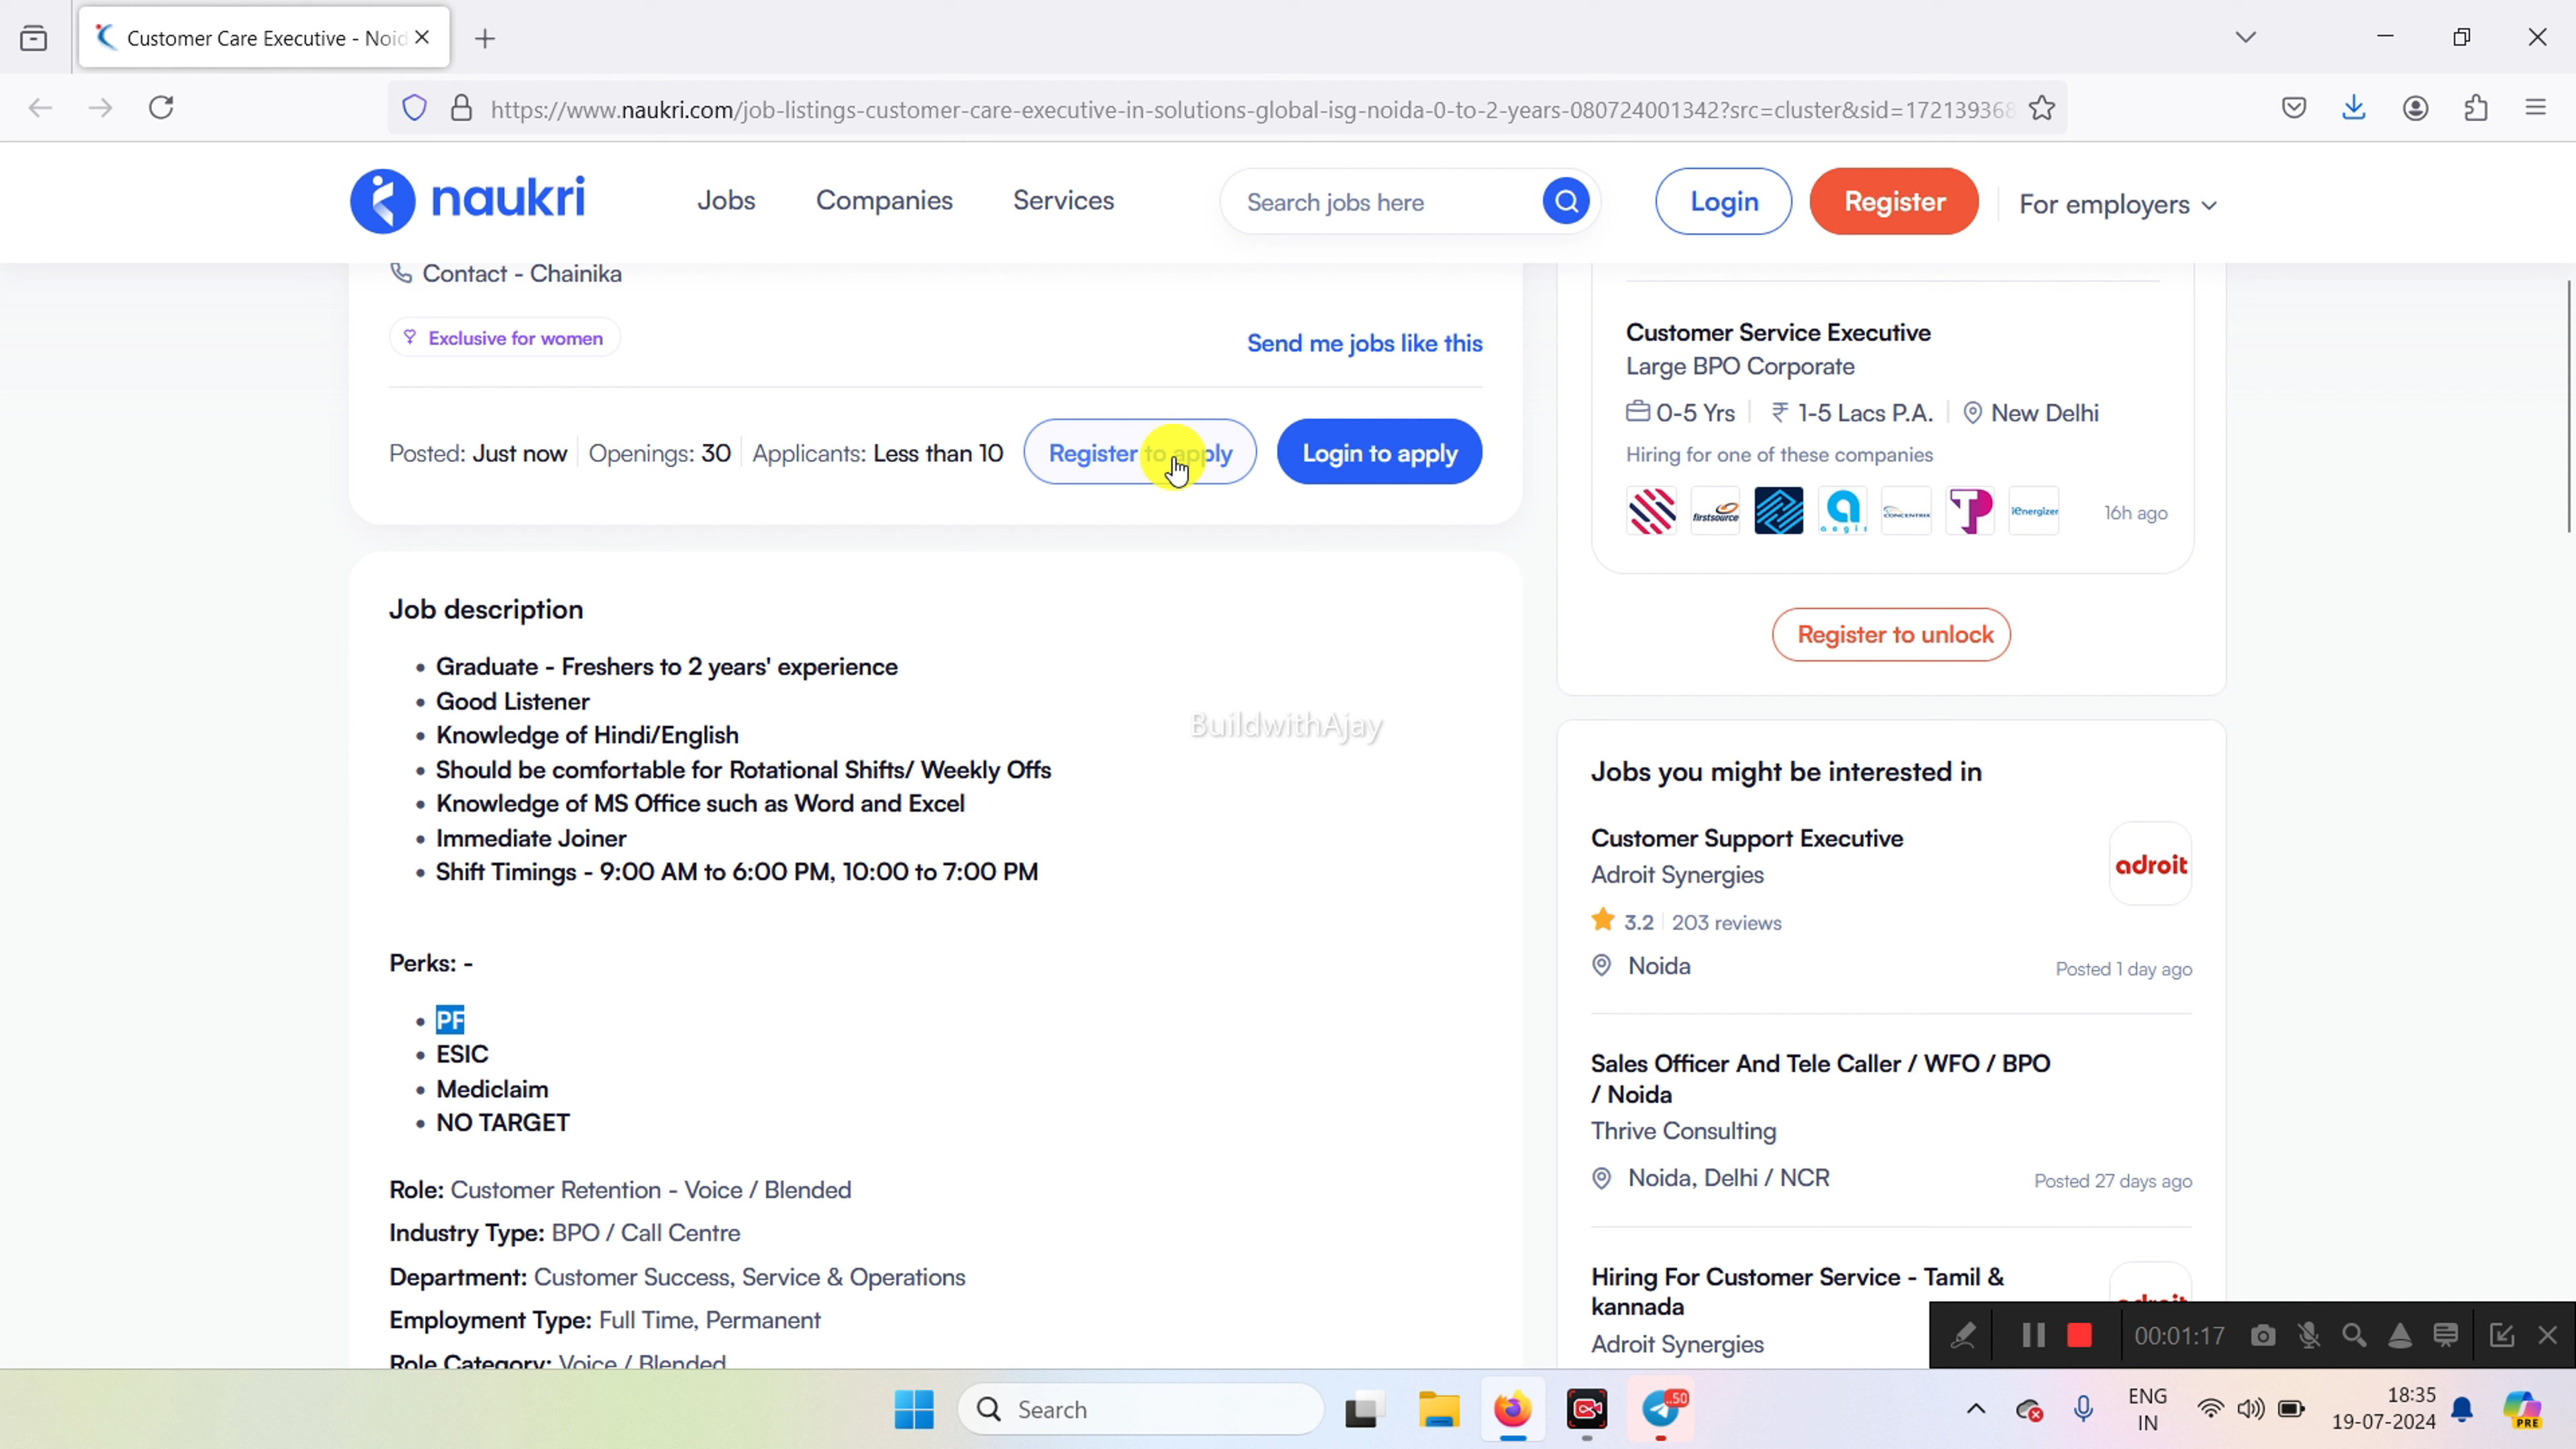 Customer Care Executive - Noid
https://www.naukri.com/job-listings-customer-care-executive-in-solutions-global-isg-noida-0-to-2-years-080724001342?src=cluster&sid=172139368
naukri
Jobs
Companies
Services
Search jobs here
Login
Register
For employers
Contact - Chainika
Exclusive for women
Send me jobs like this
Posted: Just now
Openings: 30
Applicants: Less than 10
Register to apply
Login to apply
Job description
Graduate - Freshers to 2 years' experience
Good Listener
Knowledge of Hindi/English
Should be comfortable for Rotational Shifts/ Weekly Offs
Knowledge of MS Office such as Word and Excel
Immediate Joiner
Shift Timings - 9:00 AM to 6:00 PM, 10:00 to 7:00 PM
Perks: -
PF
ESIC
Mediclaim
NO TARGET
Role: Customer Retention - Voice / Blended
Industry Type: BPO / Call Centre
Department: Customer Success, Service & Operations
Employment Type: Full Time, Permanent
Role Category: Voice / Blended
BuildwithAjay
Customer Service Executive
Large BPO Corporate
0-5 Yrs
₹ 1-5 Lacs P.A.
New Delhi
Hiring for one of these companies
firstsource
aegis
CONCENTRIX
TP
iEnergizer
16h ago
Register to unlock
Jobs you might be interested in
Customer Support Executive
Adroit Synergies
adroit
3.2
203 reviews
Noida
Posted 1 day ago
Sales Officer And Tele Caller / WFO / BPO
/ Noida
Thrive Consulting
Noida, Delhi / NCR
Posted 27 days ago
Hiring For Customer Service - Tamil &
kannada
adroit
Adroit Synergies
00:01:17
Search
..50
ENG
IN
18:35
19-07-2024
PRE